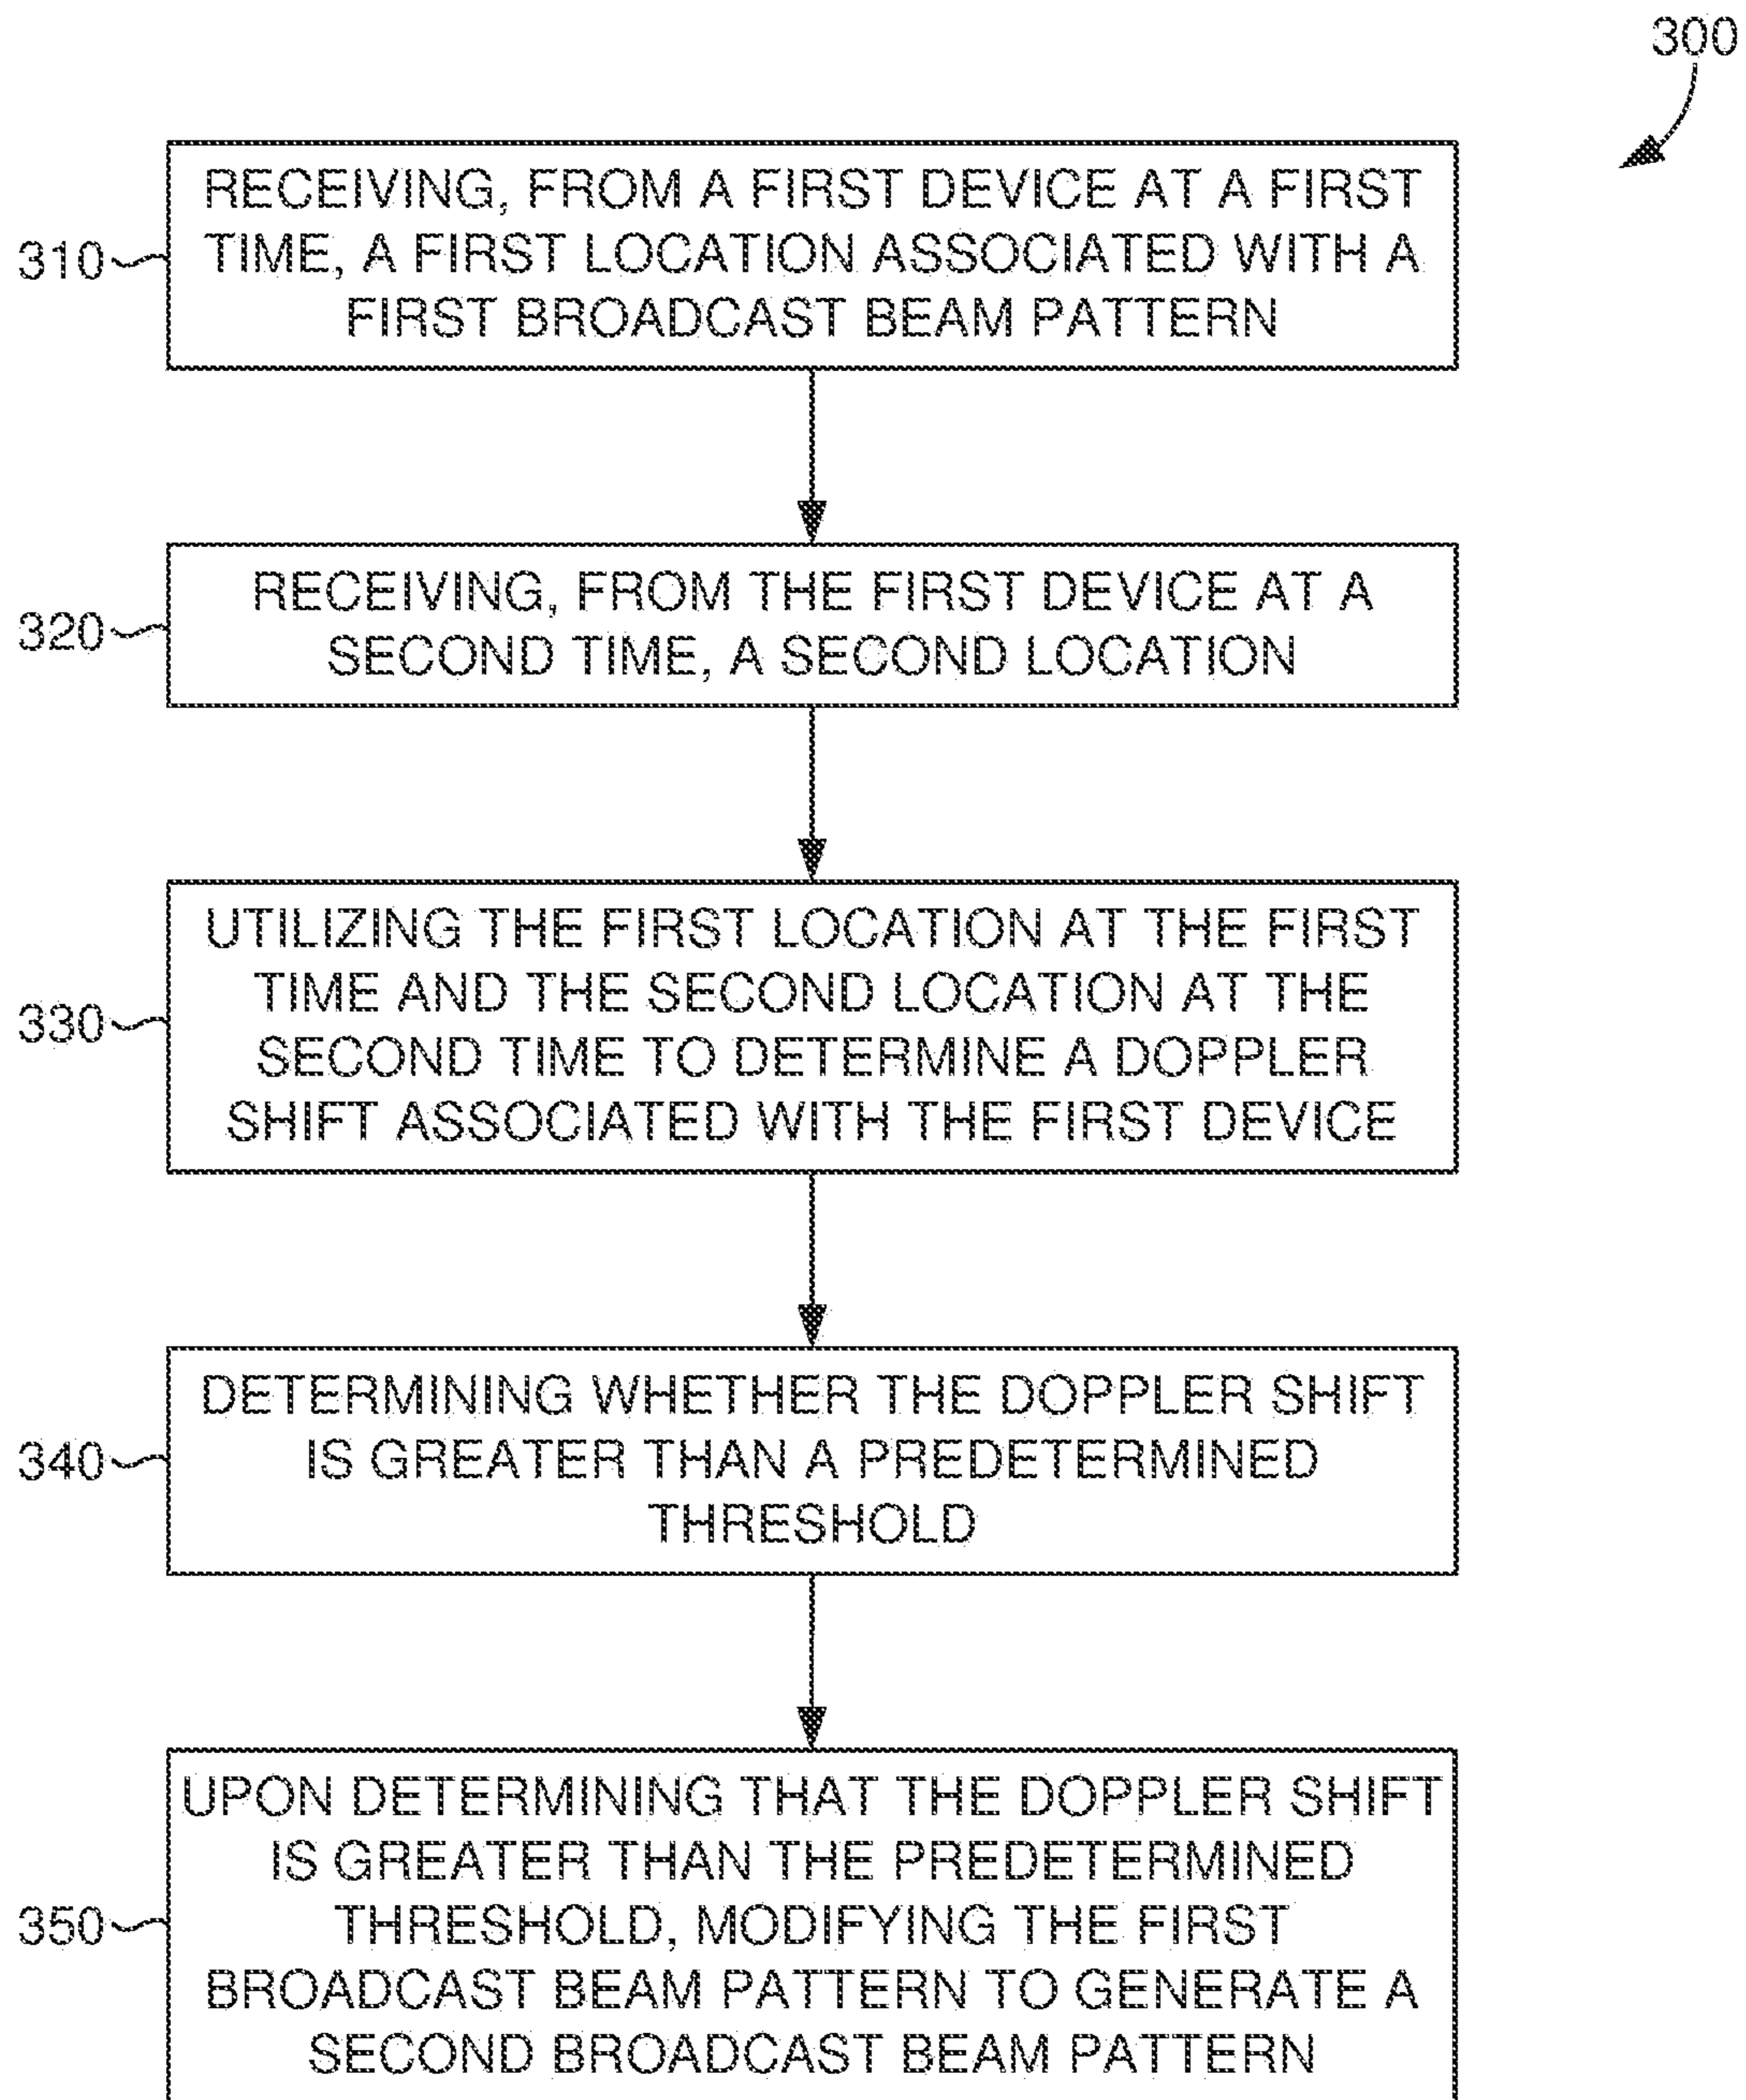 300
310
RECEIVING, FROM A FIRST DEVICE AT A FIRST
TIME, A FIRST LOCATION ASSOCIATED WITH A
FIRST BROADCAST BEAM PATTERN
320
RECEIVING, FROM THE FIRST DEVICE AT A
SECOND TIME, A SECOND LOCATION
330
UTILIZING THE FIRST LOCATION AT THE FIRST
TIME AND THE SECOND LOCATION AT THE
SECOND TIME TO DETERMINE A DOPPLER
SHIFT ASSOCIATED WITH THE FIRST DEVICE
340
DETERMINING WHETHER THE DOPPLER SHIFT
IS GREATER THAN A PREDETERMINED
THRESHOLD
350
UPON DETERMINING THAT THE DOPPLER SHIFT
IS GREATER THAN THE PREDETERMINED
THRESHOLD, MODIFYING THE FIRST
BROADCAST BEAM PATTERN TO GENERATE A
SECOND BROADCAST BEAM PATTERN